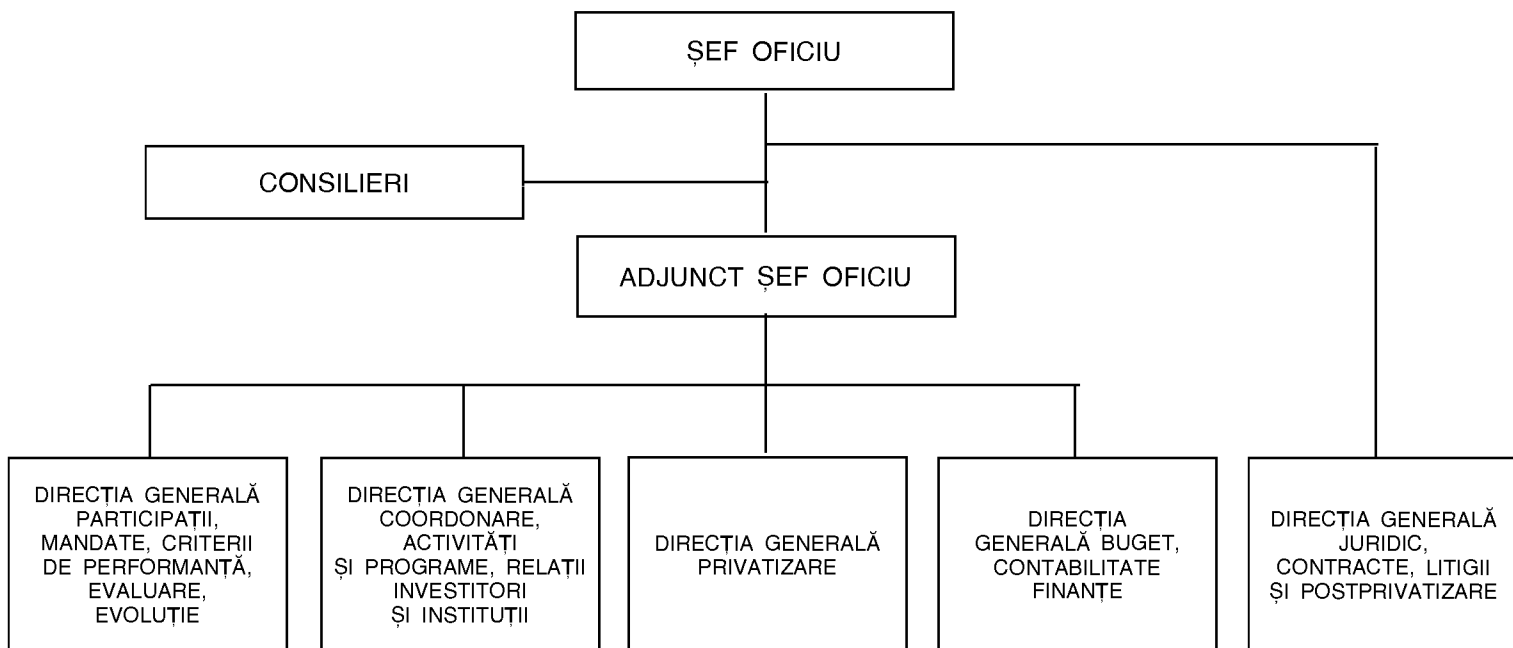 ȘEF OFICIU
CONSILIERI
ADJUNCT ȘEF OFICIU
DIRECȚIA GENERALĂ
PARTICIPAȚII,
MANDATE, CRITERII
DE PERFORMANȚĂ,
EVALUARE,
EVOLUȚIE
DIRECȚIA GENERALĂ
COORDONARE,
ACTIVITĂȚI
ȘI PROGRAME, RELAȚII
INVESTITORI
ȘI INSTITUȚII
DIRECȚIA GENERALĂ
PRIVATIZARE
DIRECȚIA
GENERALĂ BUGET,
CONTABILITATE
FINANȚE
DIRECȚIA GENERALĂ
JURIDIC,
CONTRACTE, LITIGII
ȘI POSTPRIVATIZARE